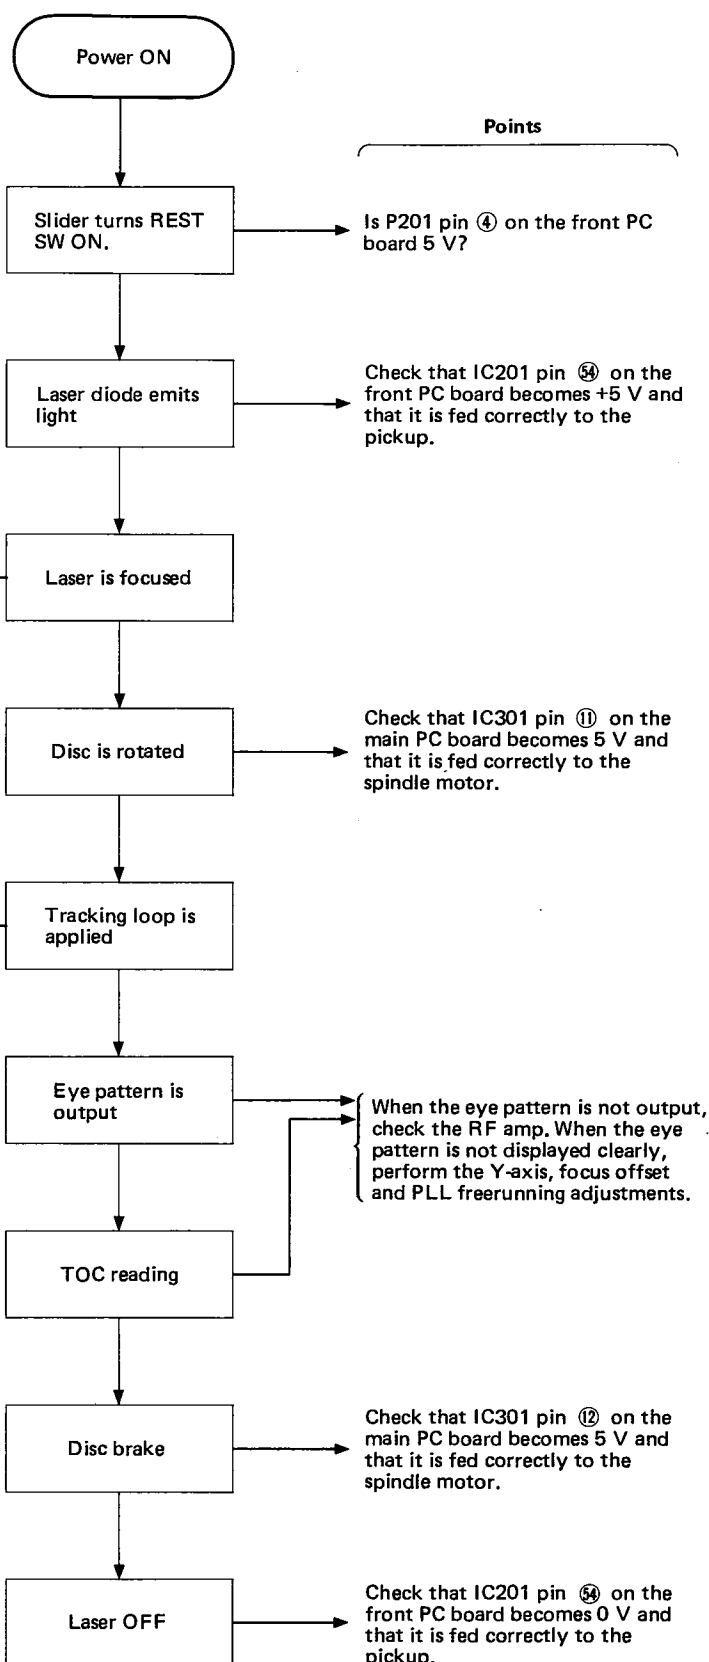 Power ON
Points
Slider turns REST
SW ON.
Is P201 pin ④ on the front PC
board 5 V?
Laser diode emits
light
Check that IC201 pin ㊴ on the
front PC board becomes +5 V and
that it is fed correctly to the
pickup.
Laser is focused
Disc is rotated
Check that IC301 pin ⑪ on the
main PC board becomes 5 V and
that it is fed correctly to the
spindle motor.
Tracking loop is
applied
Eye pattern is
output
When the eye pattern is not output,
check the RF amp. When the eye
pattern is not displayed clearly,
perform the Y-axis, focus offset
and PLL freerunning adjustments.
TOC reading
Disc brake
Check that IC301 pin ⑫ on the
main PC board becomes 5 V and
that it is fed correctly to the
spindle motor.
Laser OFF
Check that IC201 pin 54 on the
front PC board becomes 0 V and
that it is fed correctly to the
pickup.